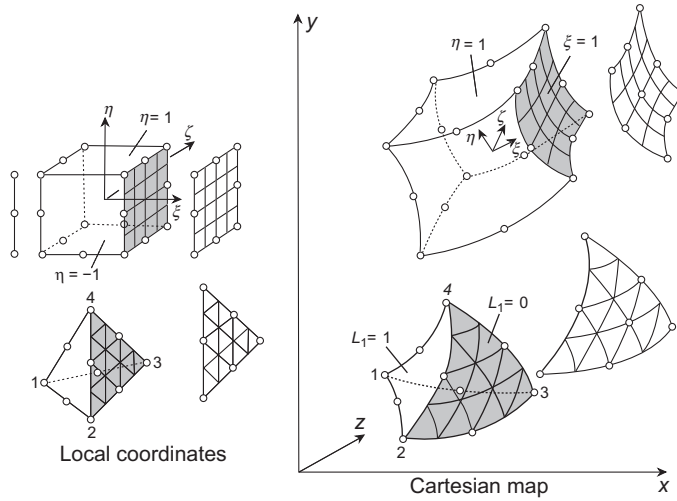 η
η= 1
ζ
ξ
η = −1
4
1
3
2
Local coordinates
y
η = 1
ξ = 1
ζ
η
ξ
4
L₁= 0
L₁= 1
1
3
2
z
x
Cartesian map